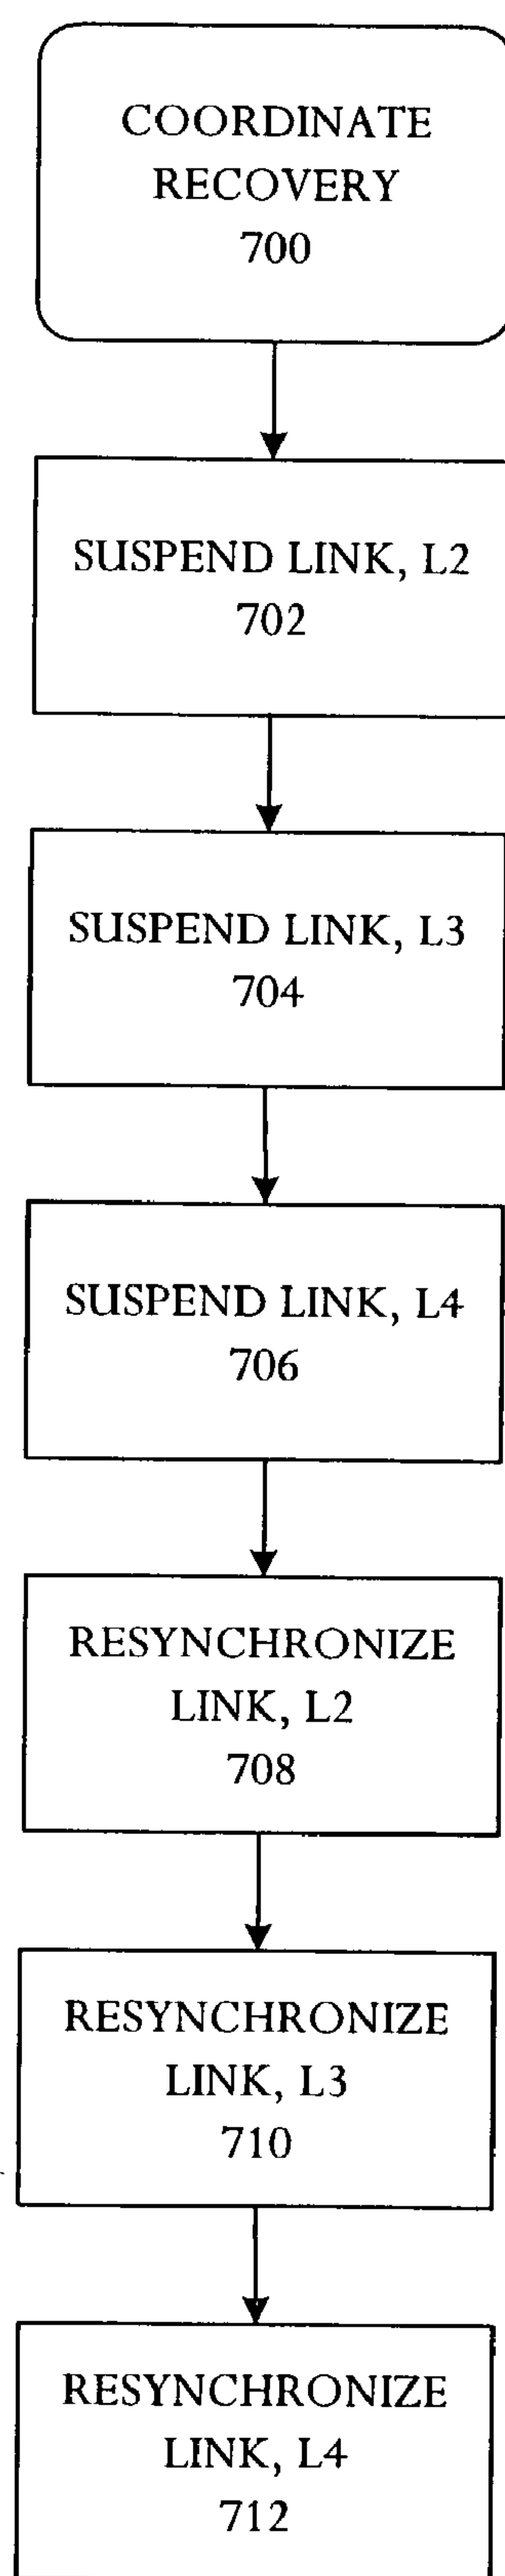 COORDINATE
RECOVERY
700
SUSPEND LINK, L2
702
SUSPEND LINK, L3
704
SUSPEND LINK, L4
706
RESYNCHRONIZE
LINK, L2
708
RESYNCHRONIZE
LINK, L3
710
RESYNCHRONIZE
LINK, L4
712